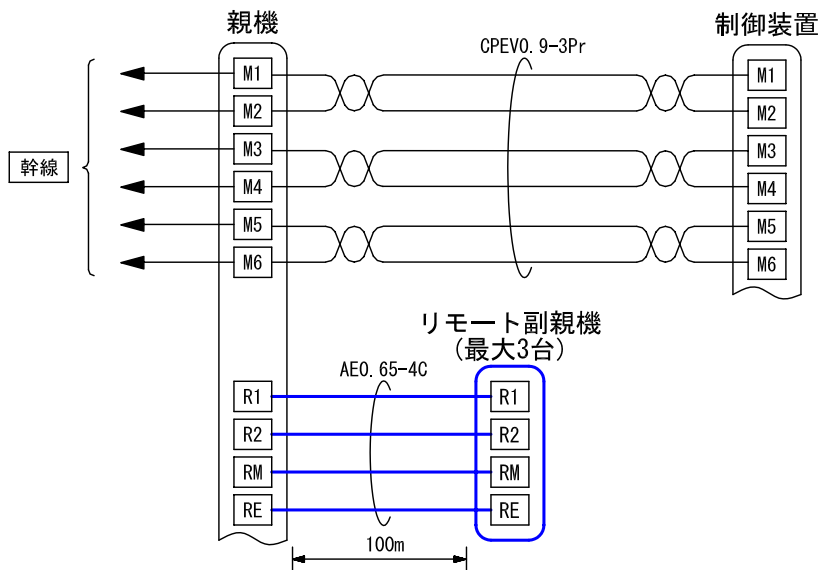 親機
制御装置
CPEV0.9-3Pr
幹線
M1
M2
M3
M4
M5
M6
M1
M2
M3
M4
M5
M6
リモート副親機
(最大3台)
AE0.65-4C
R1
R2
RM
RE
R1
R2
RM
RE
100m